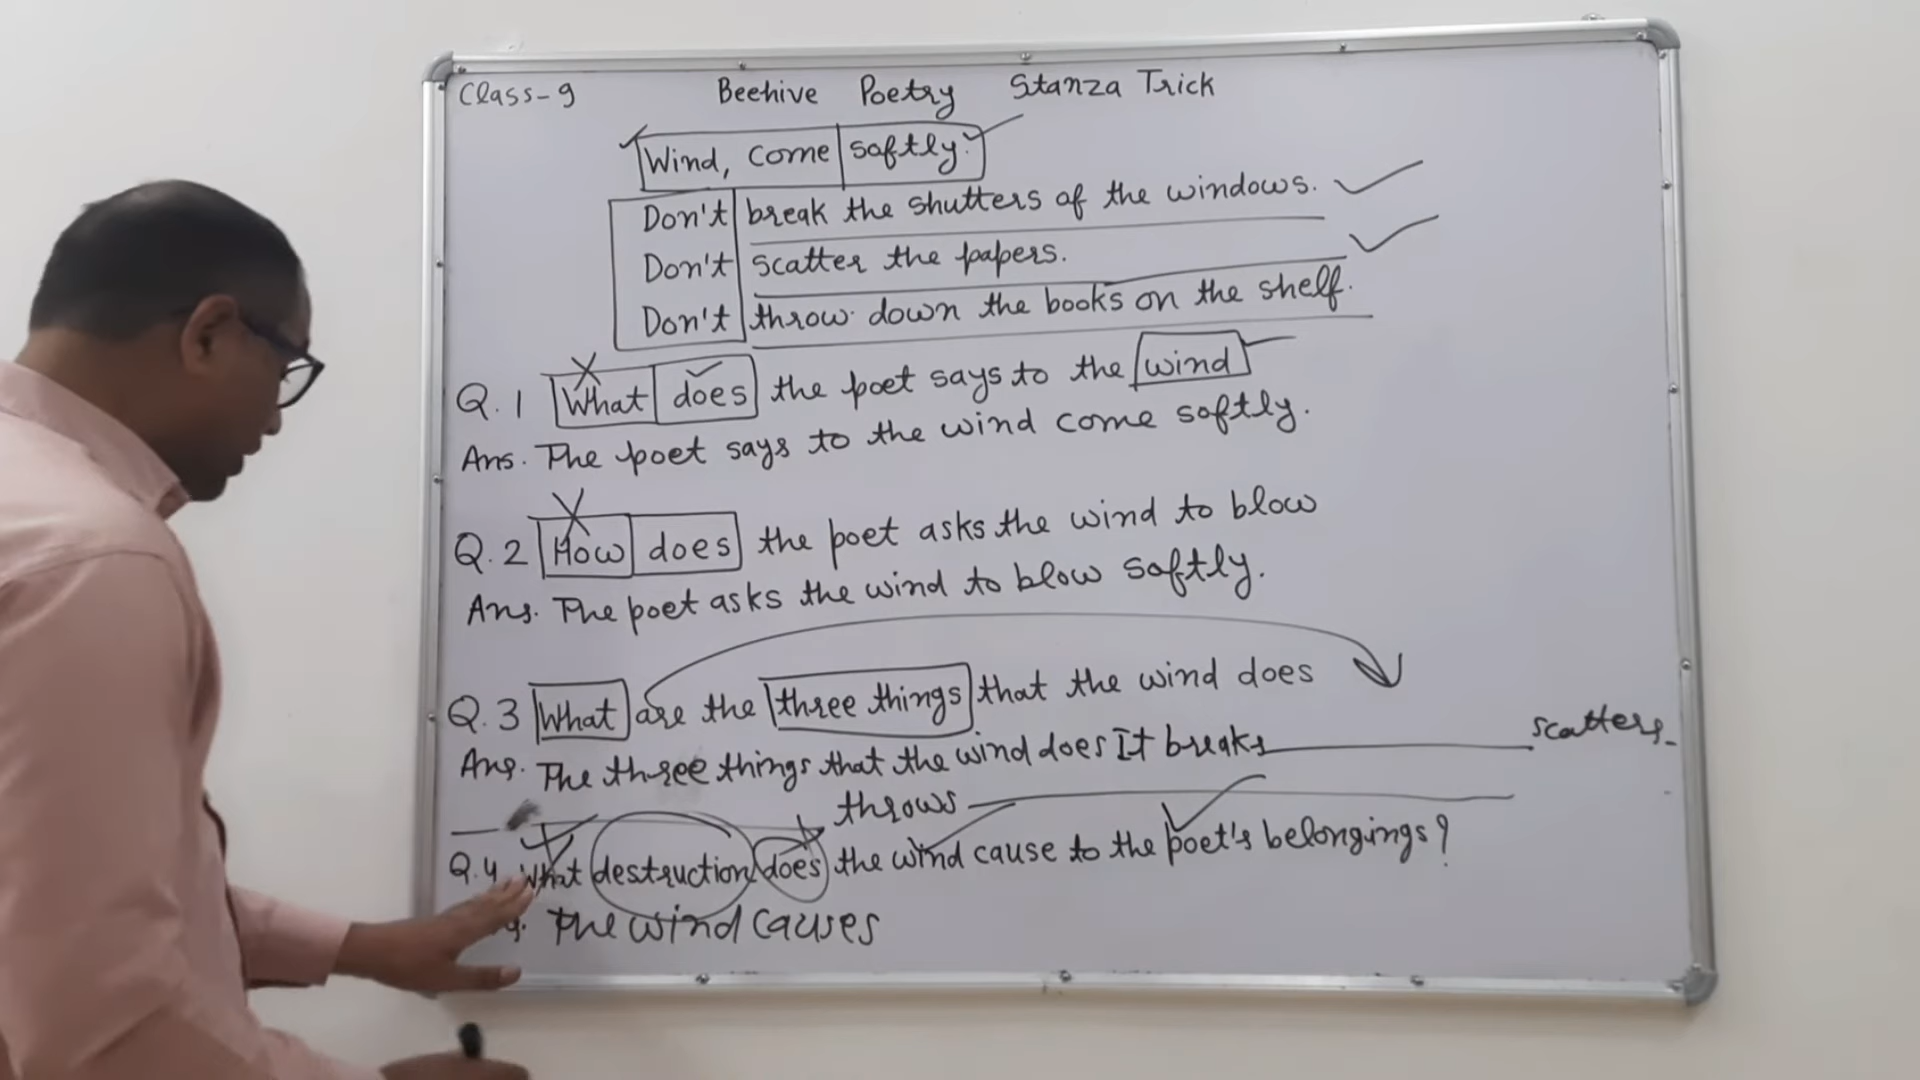 Class-9 Beehive Poetry Stanza Trick
Wind, come softly.
Don't break the shutters of the windows.
Don't scatter the papers.
Don't throw down the books on the shelf.
Q.1 What does the poet says to the wind
Ans. The poet says to the wind come softly.
Q.2 How does the poet asks the wind to blow
Ans. The poet asks the wind to blow softly.
Q.3 What are the three things that the wind does
Ans. The three things that the wind does It breaks scatters
throws
Q.4 What destruction does the wind cause to the poet's belongings?
The wind causes